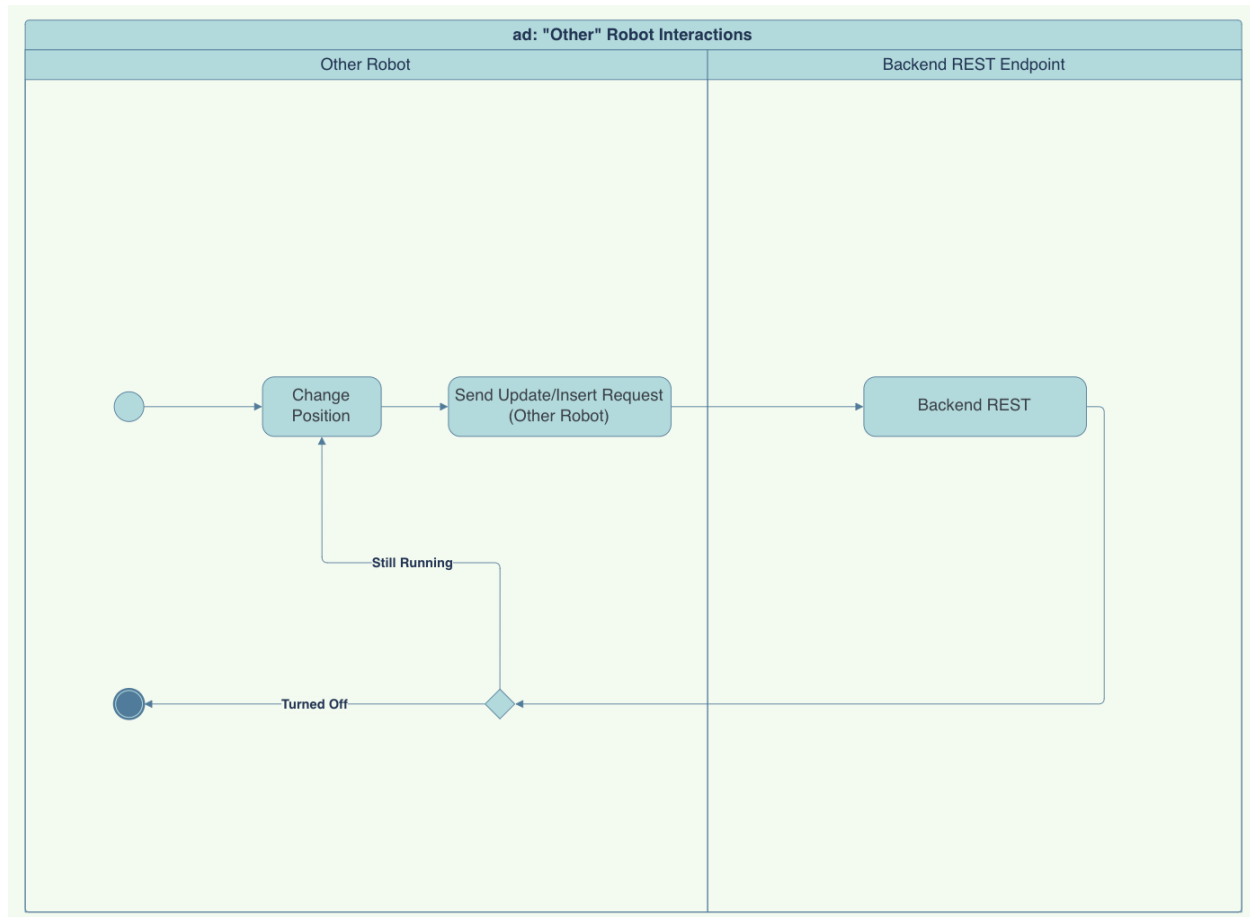 ad: "Other" Robot Interactions
Other Robot
Backend REST Endpoint
Change
Position
Send Update/Insert Request
(Other Robot)
Backend REST
Still Running
Turned Off